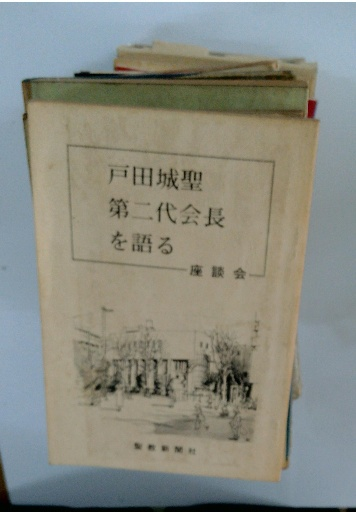 戸田城聖
第二代会長
を語る
座談会
聖教新聞社